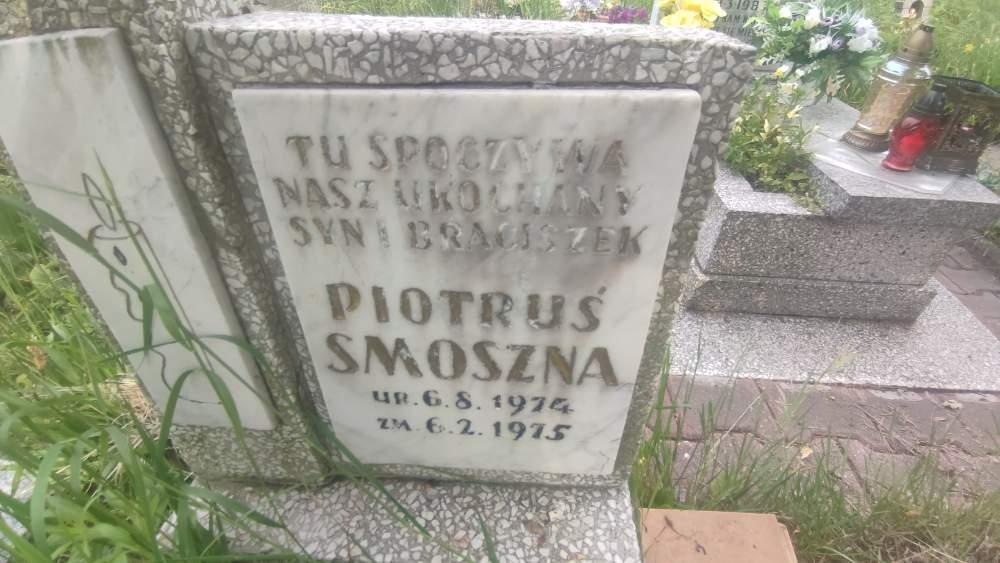 TU SPOCZYWA
NASZ UKOCHANY
SYN I BRACISZEK
PIOTRUŚ
SMOSZNA
UR. 6.8.1974
ZM. 6.2.1975